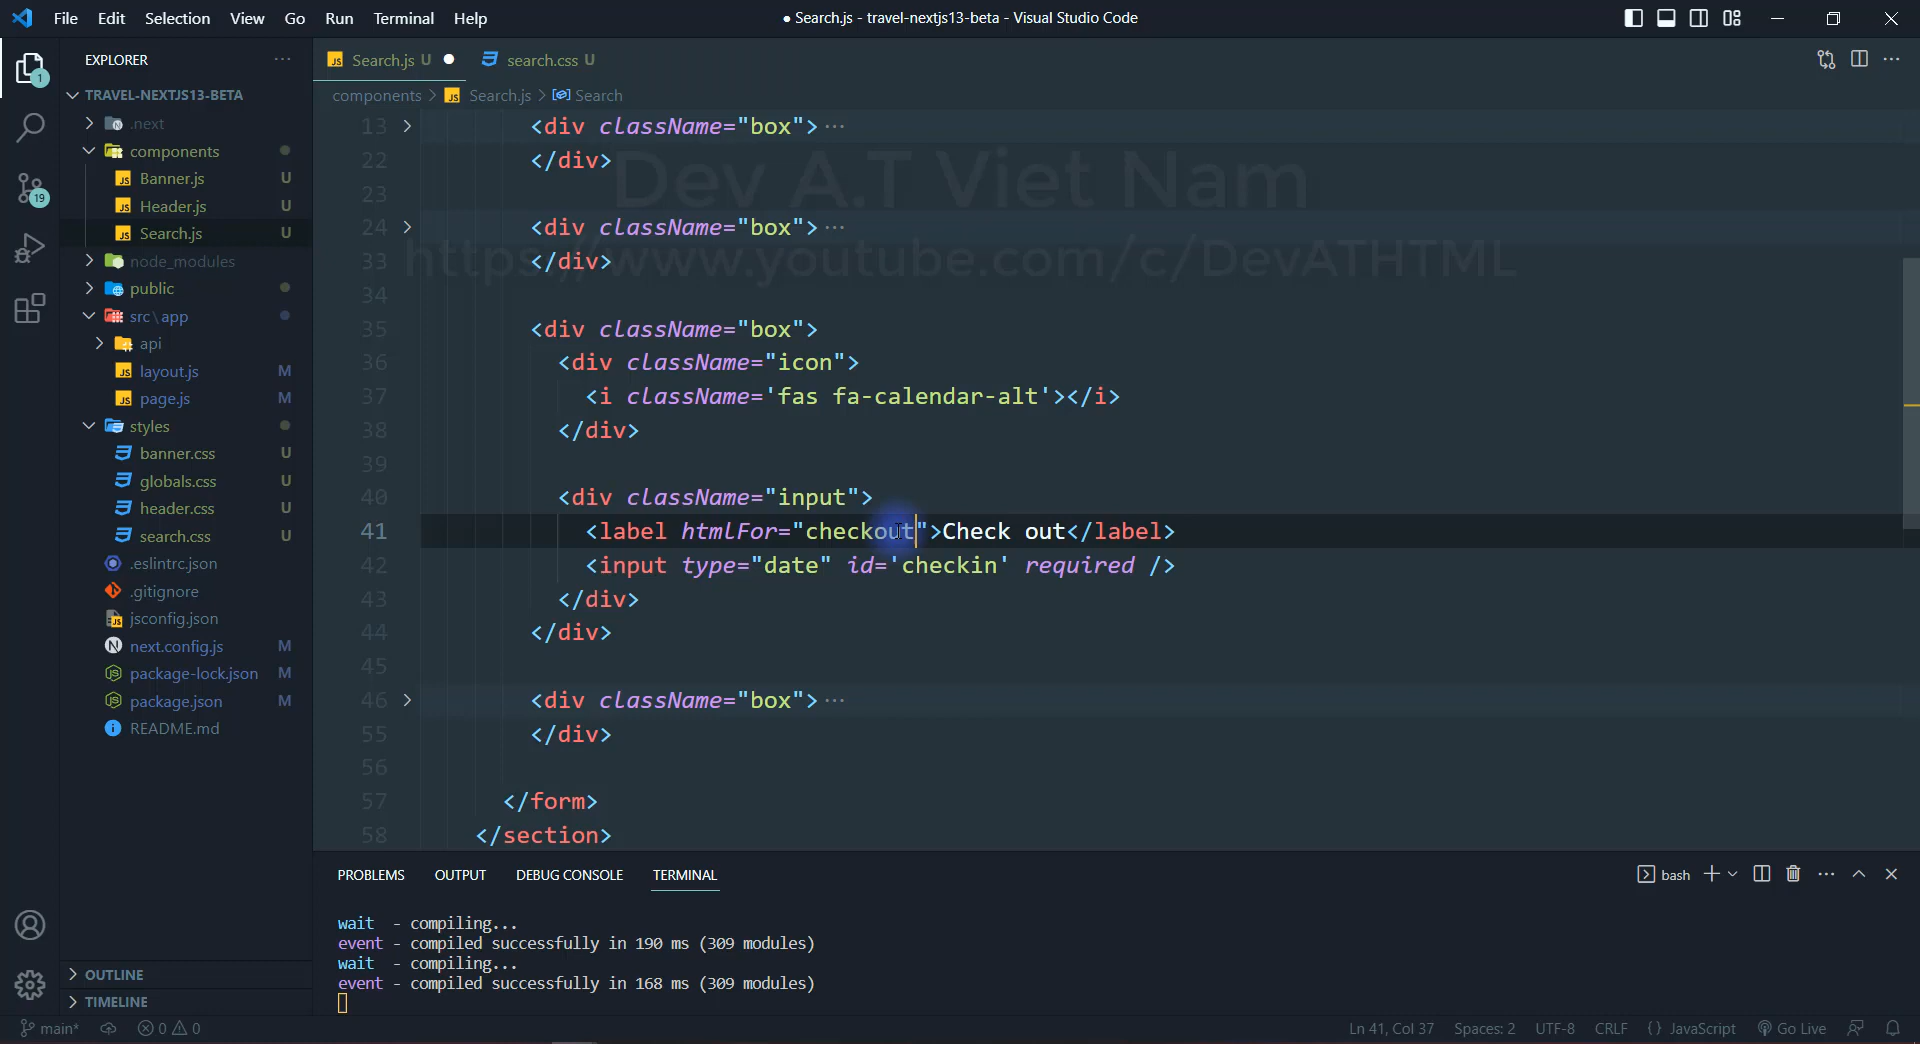 File Edit Selection View Go Run Terminal Help
● Search.js - travel-nextjs13-beta - Visual Studio Code
EXPLORER
TRAVEL-NEXTJS13-BETA
.next
components
Banner.js U
Header.js U
Search.js U
node_modules
public
src\app
api
layout.js M
page.js M
styles
banner.css U
globals.css U
header.css U
search.css U
.eslintrc.json
.gitignore
jsconfig.json
next.config.js M
package-lock.json M
package.json M
README.md
OUTLINE
TIMELINE
1
19
Search.js U ●
search.css U
components > Search.js > Search
Dev A.T Viet Nam
https://www.youtube.com/c/DevATHTML
13 <div className="box">···
22 </div>
23
24 <div className="box">···
33 </div>
34
35 <div className="box">
36 <div className="icon">
37 <i className='fas fa-calendar-alt'></i>
38 </div>
39
40 <div className="input">
41 <label htmlFor="checkout">Check out</label>
42 <input type="date" id='checkin' required />
43 </div>
44 </div>
45
46 <div className="box">···
55 </div>
56
57 </form>
58 </section>
PROBLEMS OUTPUT DEBUG CONSOLE TERMINAL
bash
wait - compiling...
event - compiled successfully in 190 ms (309 modules)
wait - compiling...
event - compiled successfully in 168 ms (309 modules)
main* 0 0
Ln 41, Col 37 Spaces: 2 UTF-8 CRLF {} JavaScript Go Live